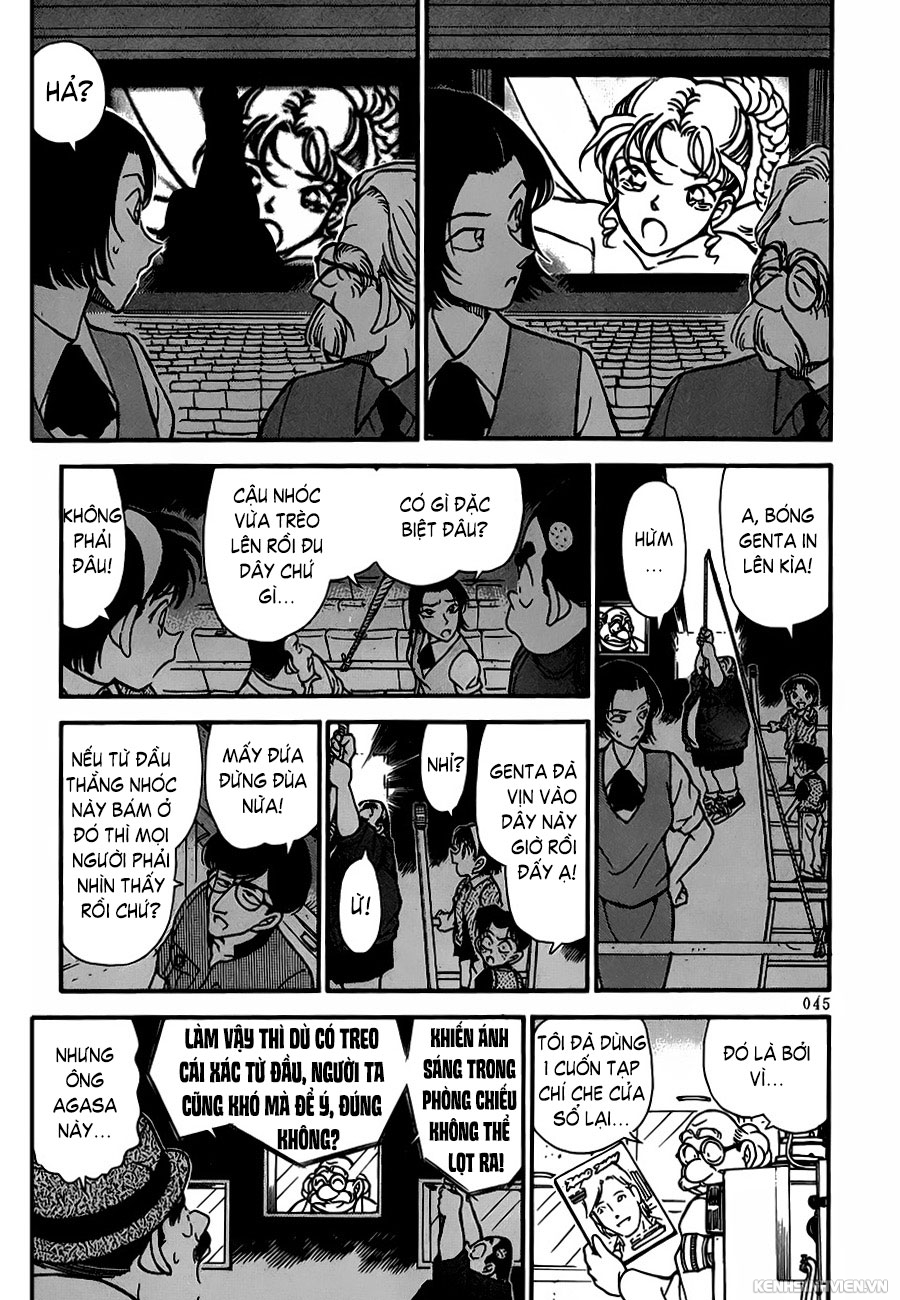 HẢ?
A, BÓNG
GENTA IN
LÊN KÌA!
HỪM
...
CÓ GÌ ĐẶC
BIỆT ĐÂU?
CẬU NHÓC
VỪA TRÈO
LÊN RỒI ĐU
DÂY CHỨ
GÌ...
KHÔNG
PHẢI
ĐÂU!
GENTA ĐÃ
VỊN VÀO
DÂY NÀY
GIỜ RỒI
ĐẤY Ạ!
NHỈ?
Ừ!
MẤY ĐỨA
ĐỪNG ĐÙA
NỮA!
NẾU TỪ ĐẦU
THẰNG NHÓC
NÀY BÁM Ở
ĐÓ THÌ MỌI
NGƯỜI PHẢI
NHÌN THẤY
RỒI CHỨ?
045
ĐÓ LÀ BỞI
VÌ...
TÔI ĐÃ DÙNG
1 CUỐN TẠP
CHÍ CHE CỬA
SỔ LẠI...
KHIẾN ÁNH
SÁNG TRONG
PHÒNG CHIẾU
KHÔNG THỂ
LỌT RA!
LÀM VẬY THÌ DÙ CÓ TREO
CÁI XÁC TỪ ĐẦU, NGƯỜI TA
CŨNG KHÓ MÀ ĐỂ Ý, ĐÚNG
KHÔNG?
NHƯNG
ÔNG
AGASA
NÀY...
KENHSINHVIEN.VN